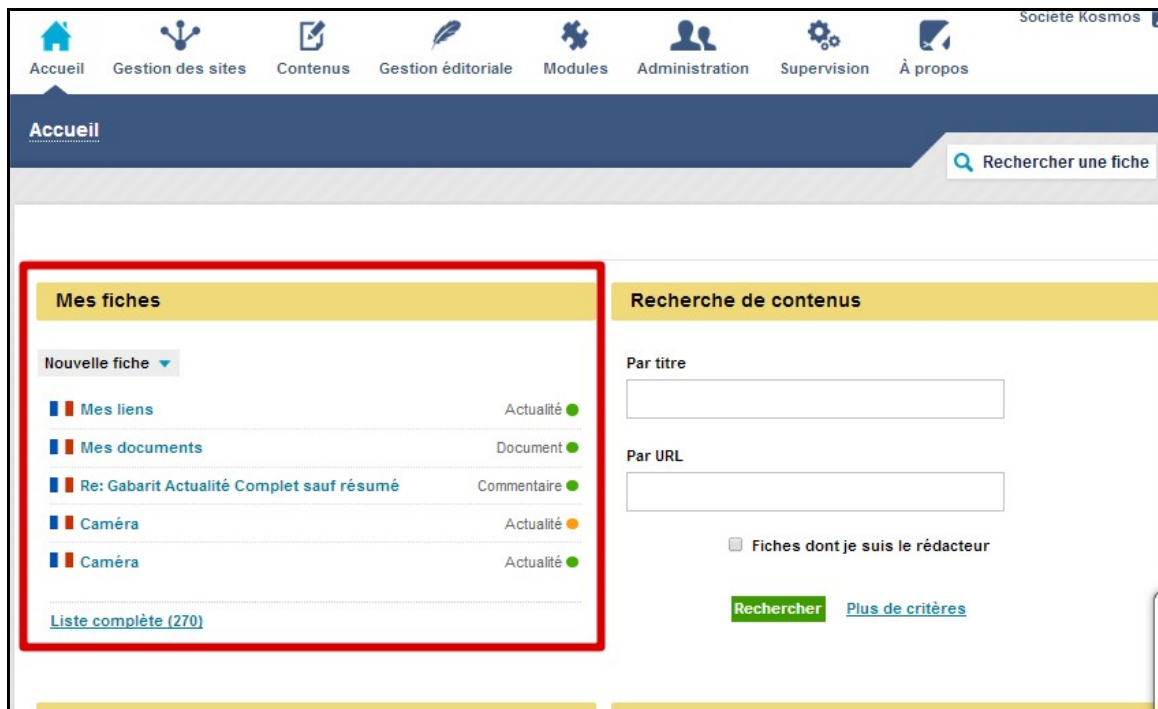 Société Kosmos
Accueil Gestion des sites Contenus Gestion éditoriale Modules Administration Supervision À propos
Accueil
Rechercher une fiche
Mes fiches
Nouvelle fiche
Mes liens Actualité
Mes documents Document
Re: Gabarit Actualité Complet sauf résumé Commentaire
Caméra Actualité
Caméra Actualité
Liste complète (270)
Recherche de contenus
Par titre
Par URL
Fiches dont je suis le rédacteur
Rechercher Plus de critères